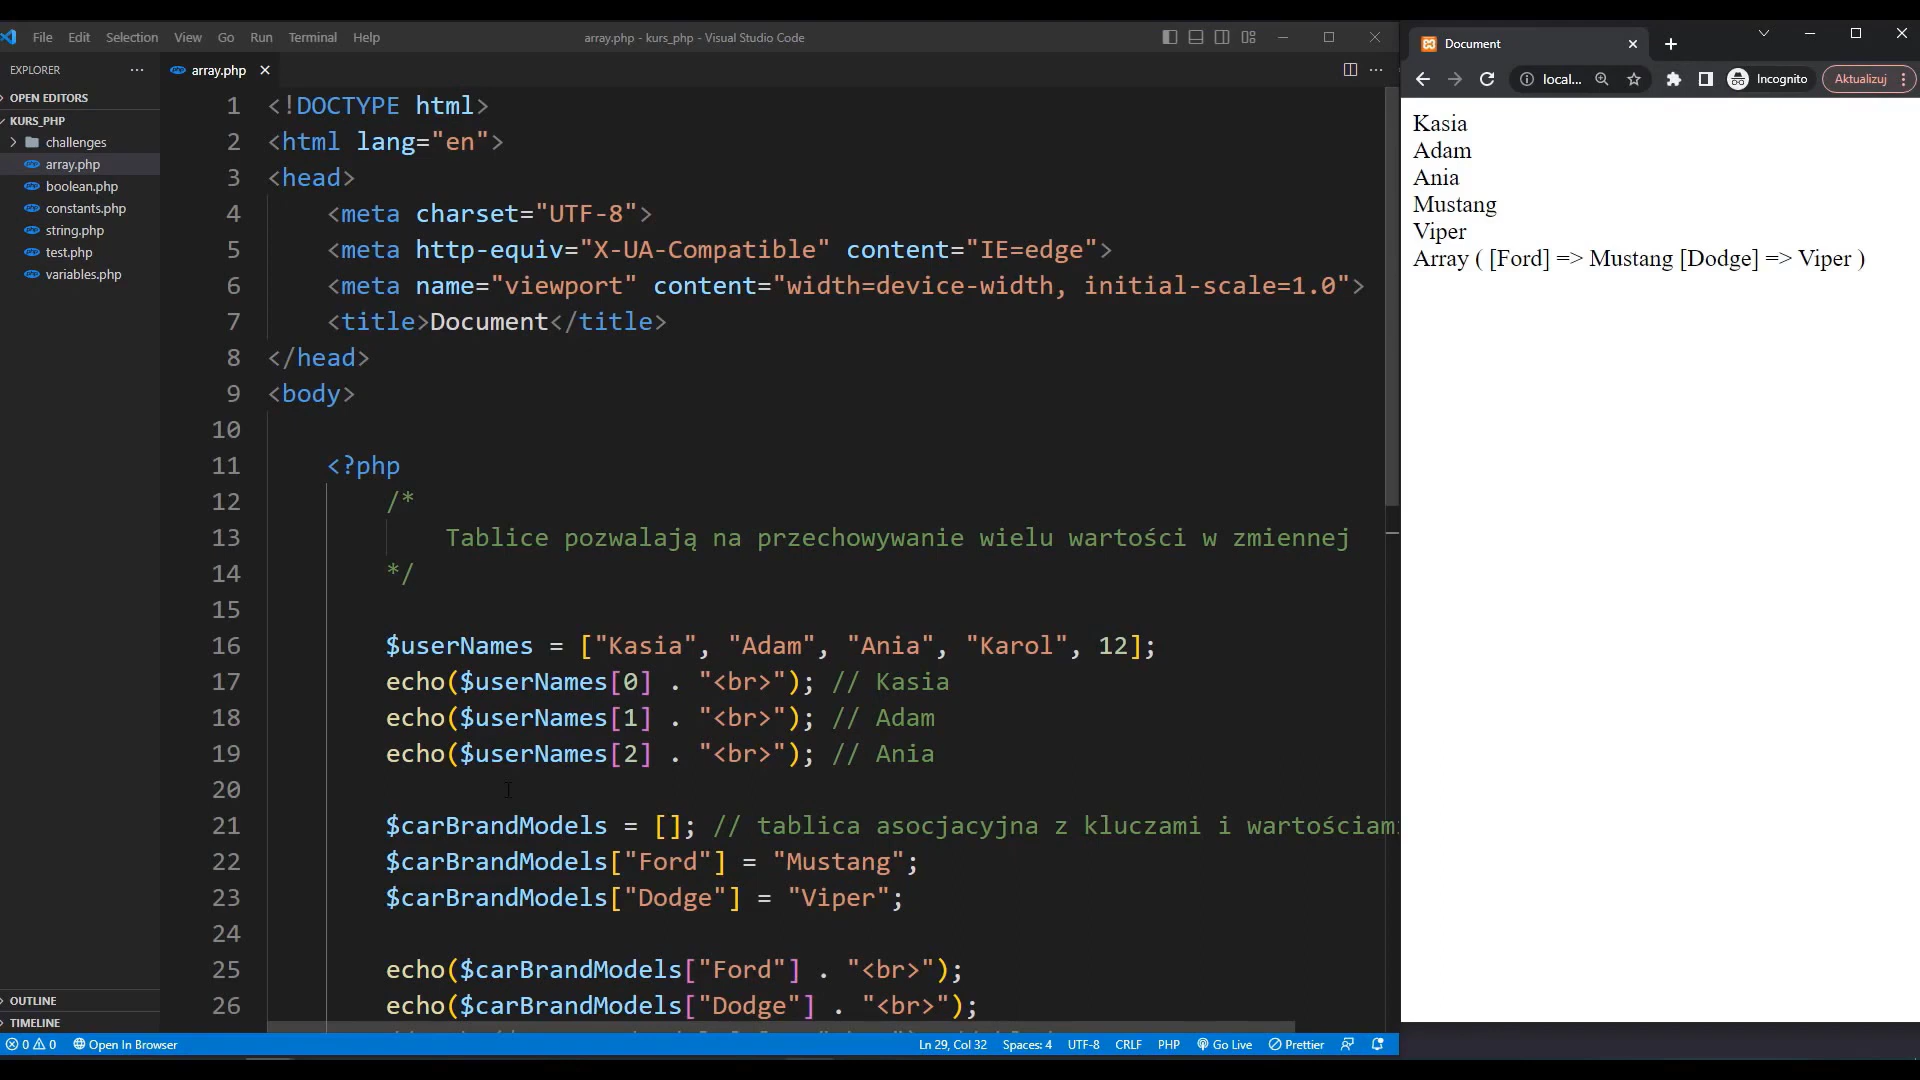 File Edit Selection View Go Run Terminal Help
array.php - kurs_php - Visual Studio Code
EXPLORER
OPEN EDITORS
KURS_PHP
challenges
array.php
boolean.php
constants.php
string.php
test.php
variables.php
OUTLINE
TIMELINE
array.php
1 <!DOCTYPE html>
2 <html lang="en">
3 <head>
4 <meta charset="UTF-8">
5 <meta http-equiv="X-UA-Compatible" content="IE=edge">
6 <meta name="viewport" content="width=device-width, initial-scale=1.0">
7 <title>Document</title>
8 </head>
9 <body>
10
11 <?php
12 /*
13 Tablice pozwalają na przechowywanie wielu wartości w zmiennej
14 */
15
16 $userNames = ["Kasia", "Adam", "Ania", "Karol", 12];
17 echo($userNames[0] . "<br>"); // Kasia
18 echo($userNames[1] . "<br>"); // Adam
19 echo($userNames[2] . "<br>"); // Ania
20
21 $carBrandModels = []; // tablica asocjacyjna z kluczami i wartościami
22 $carBrandModels["Ford"] = "Mustang";
23 $carBrandModels["Dodge"] = "Viper";
24
25 echo($carBrandModels["Ford"] . "<br>");
26 echo($carBrandModels["Dodge"] . "<br>");
0 0 Open In Browser Ln 29, Col 32 Spaces: 4 UTF-8 CRLF PHP Go Live Prettier
Document
local... Incognito Aktualizuj
Kasia
Adam
Ania
Mustang
Viper
Array ( [Ford] => Mustang [Dodge] => Viper )